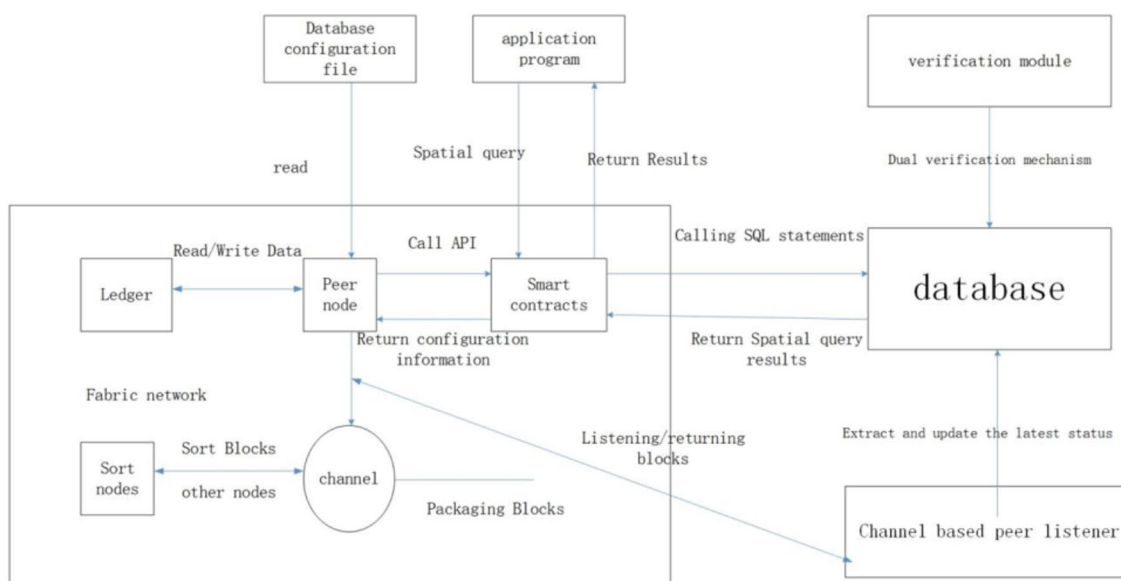 Database
configuration
file
application
program
verification module
read
Spatial query
Return Results
Dual verification mechanism
Read/Write Data
Call API
Calling SQL statements
Ledger
Peer
node
Smart
contracts
database
Return configuration
information
Return Spatial query
results
Fabric network
Sort Blocks
other nodes
Sort
nodes
channel
Packaging Blocks
Listening/returning
blocks
Extract and update the latest status
Channel based peer listener